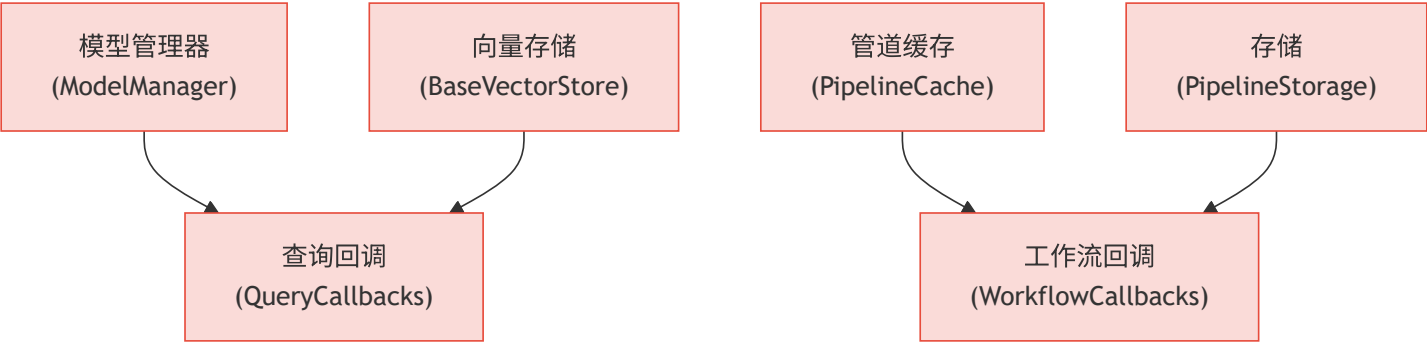 模型管理器
(ModelManager)
向量存储
(BaseVectorStore)
管道缓存
(PipelineCache)
存储
(PipelineStorage)
查询回调
(QueryCallbacks)
工作流回调
(WorkflowCallbacks)